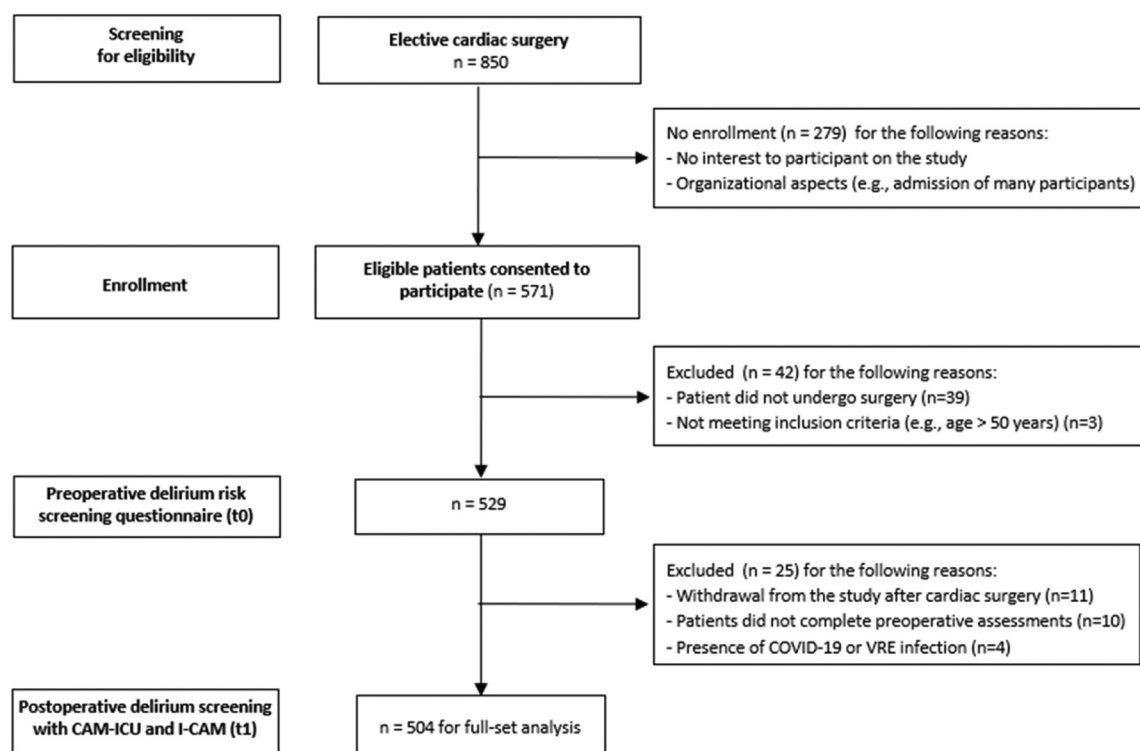 Screening
for eligibility
Elective cardiac surgery
n = 850
No enrollment (n = 279) for the following reasons:
- No interest to participant on the study
- Organizational aspects (e.g., admission of many participants)
Enrollment
Eligible patients consented to
participate (n = 571)
Excluded (n = 42) for the following reasons:
- Patient did not undergo surgery (n=39)
- Not meeting inclusion criteria (e.g., age > 50 years) (n=3)
Preoperative delirium risk
screening questionnaire (t0)
n = 529
Excluded (n = 25) for the following reasons:
- Withdrawal from the study after cardiac surgery (n=11)
- Patients did not complete preoperative assessments (n=10)
- Presence of COVID-19 or VRE infection (n=4)
Postoperative delirium screening
with CAM-ICU and I-CAM (t1)
n = 504 for full-set analysis